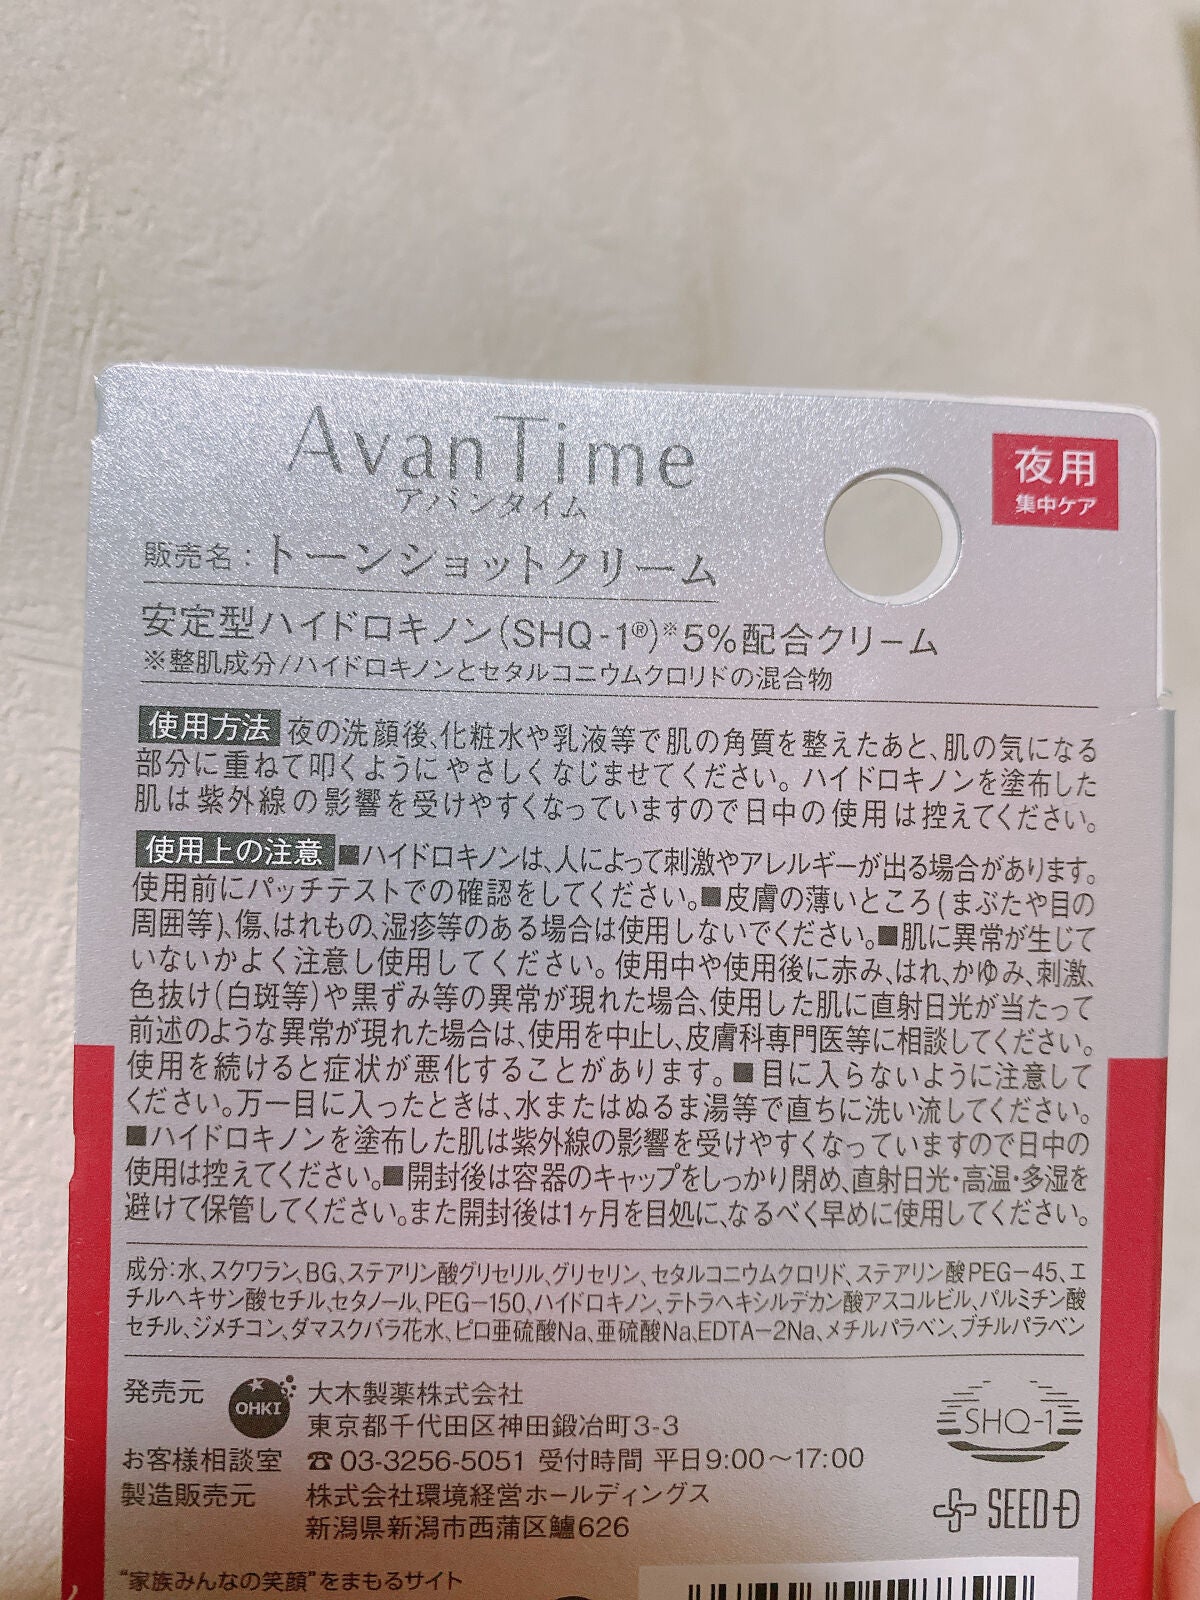 AvanTime
アバンタイム
夜用
集中ケア
販売名：トーンショットクリーム
安定型ハイドロキノン(SHQ-1®)※5%配合クリーム
※整肌成分/ハイドロキノンとセタルコニウムクロリドの混合物
使用方法 夜の洗顔後、化粧水や乳液等で肌の角質を整えたあと、肌の気になる
部分に重ねて叩くようにやさしくなじませてください。ハイドロキノンを塗布した
肌は紫外線の影響を受けやすくなっていますので日中の使用は控えてください。
使用上の注意 ■ハイドロキノンは、人によって刺激やアレルギーが出る場合があります。
使用前にパッチテストでの確認をしてください。■皮膚の薄いところ(まぶたや目の
周囲等)、傷、はれもの、湿疹等のある場合は使用しないでください。■肌に異常が生じて
いないかよく注意し使用してください。使用中や使用後に赤み、はれ、かゆみ、刺激、
色抜け(白斑等)や黒ずみ等の異常が現れた場合、使用した肌に直射日光が当たって
前述のような異常が現れた場合は、使用を中止し、皮膚科専門医等に相談してください。
使用を続けると症状が悪化することがあります。■目に入らないように注意して
ください。万一目に入ったときは、水またはぬるま湯等で直ちに洗い流してください。
■ハイドロキノンを塗布した肌は紫外線の影響を受けやすくなっていますので日中の
使用は控えてください。■開封後は容器のキャップをしっかり閉め、直射日光・高温・多湿を
避けて保管してください。また開封後は1ヶ月を目処に、なるべく早めに使用してください。
成分：水、スクワラン、BG、ステアリン酸グリセリル、グリセリン、セタルコニウムクロリド、ステアリン酸PEG-45、エ
チルヘキサン酸セチル、セタノール、PEG-150、ハイドロキノン、テトラヘキシルデカン酸アスコルビル、パルミチン酸
セチル、ジメチコン、ダマスクバラ花水、ピロ亜硫酸Na、亜硫酸Na、EDTA-2Na、メチルパラベン、ブチルパラベン
発売元 OHKI 大木製薬株式会社
東京都千代田区神田鍛冶町3-3
お客様相談室 ☎03-3256-5051 受付時間 平日9:00～17:00
製造販売元 株式会社環境経営ホールディングス
新潟県新潟市西蒲区鱸626
SHQ-1
SEED-D
"家族みんなの笑顔"をまもるサイト